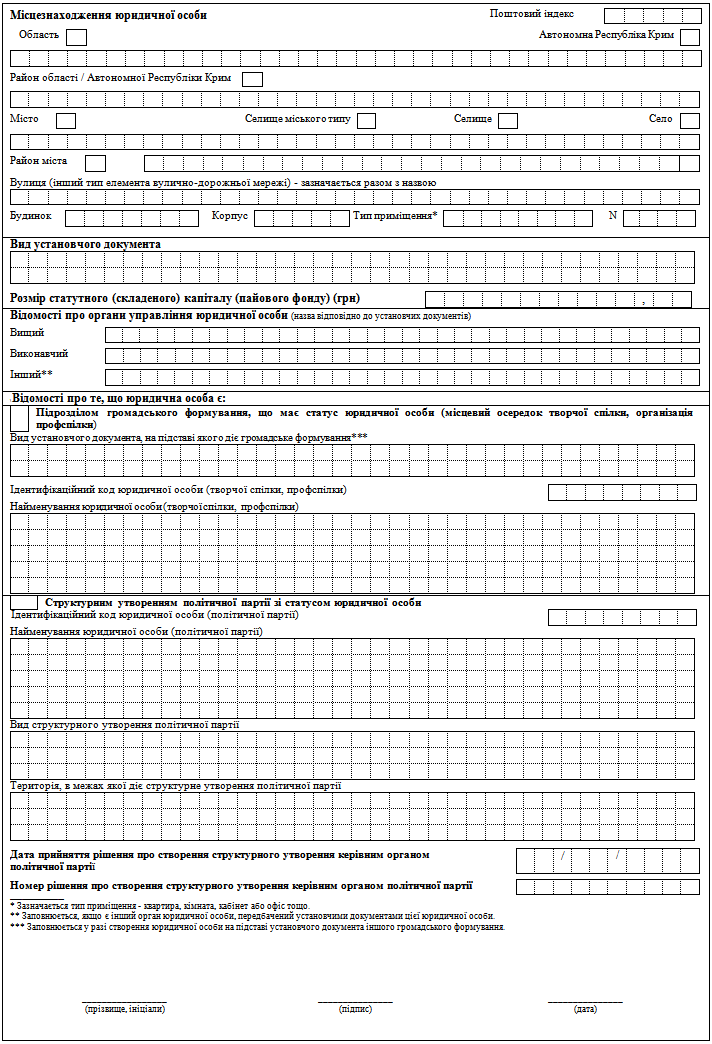 Місцезнаходження юридичної особи Поштовий індекс
Область Автономна Республіка Крим
Район області / Автономної Республіки Крим
Місто Селище міського типу Селище Село
Район міста
Вулиця (інший тип елемента вулично-дорожньої мережі) - зазначається разом з назвою
Будинок Корпус Тип приміщення* N
Вид установчого документа
Розмір статутного (складеного) капіталу (пайового фонду) (грн) ,
Відомості про органи управління юридичної особи (назва відповідно до установчих документів)
Вищий
Виконавчий
Інший**
Відомості про те, що юридична особа є:
Підрозділом громадського формування, що має статус юридичної особи (місцевий осередок творчої спілки, організація
профспілки)
Вид установчого документа, на підставі якого діє громадське формування***
Ідентифікаційний код юридичної особи (творчої спілки, профспілки)
Найменування юридичної особи (творчої спілки, профспілки)
Структурним утворенням політичної партії зі статусом юридичної особи
Ідентифікаційний код юридичної особи (політичної партії)
Найменування юридичної особи (політичної партії)
Вид структурного утворення політичної партії
Територія, в межах якої діє структурне утворення політичної партії
Дата прийняття рішення про створення структурного утворення керівним органом / /
політичної партії
Номер рішення про створення структурного утворення керівним органом політичної партії
* Зазначається тип приміщення - квартира, кімната, кабінет або офіс тощо.
** Заповнюється, якщо є інший орган юридичної особи, передбачений установчими документами цієї юридичної особи.
*** Заповнюється у разі створення юридичної особи на підставі установчого документа іншого громадського формування.
(прізвище, ініціали) (підпис) (дата)